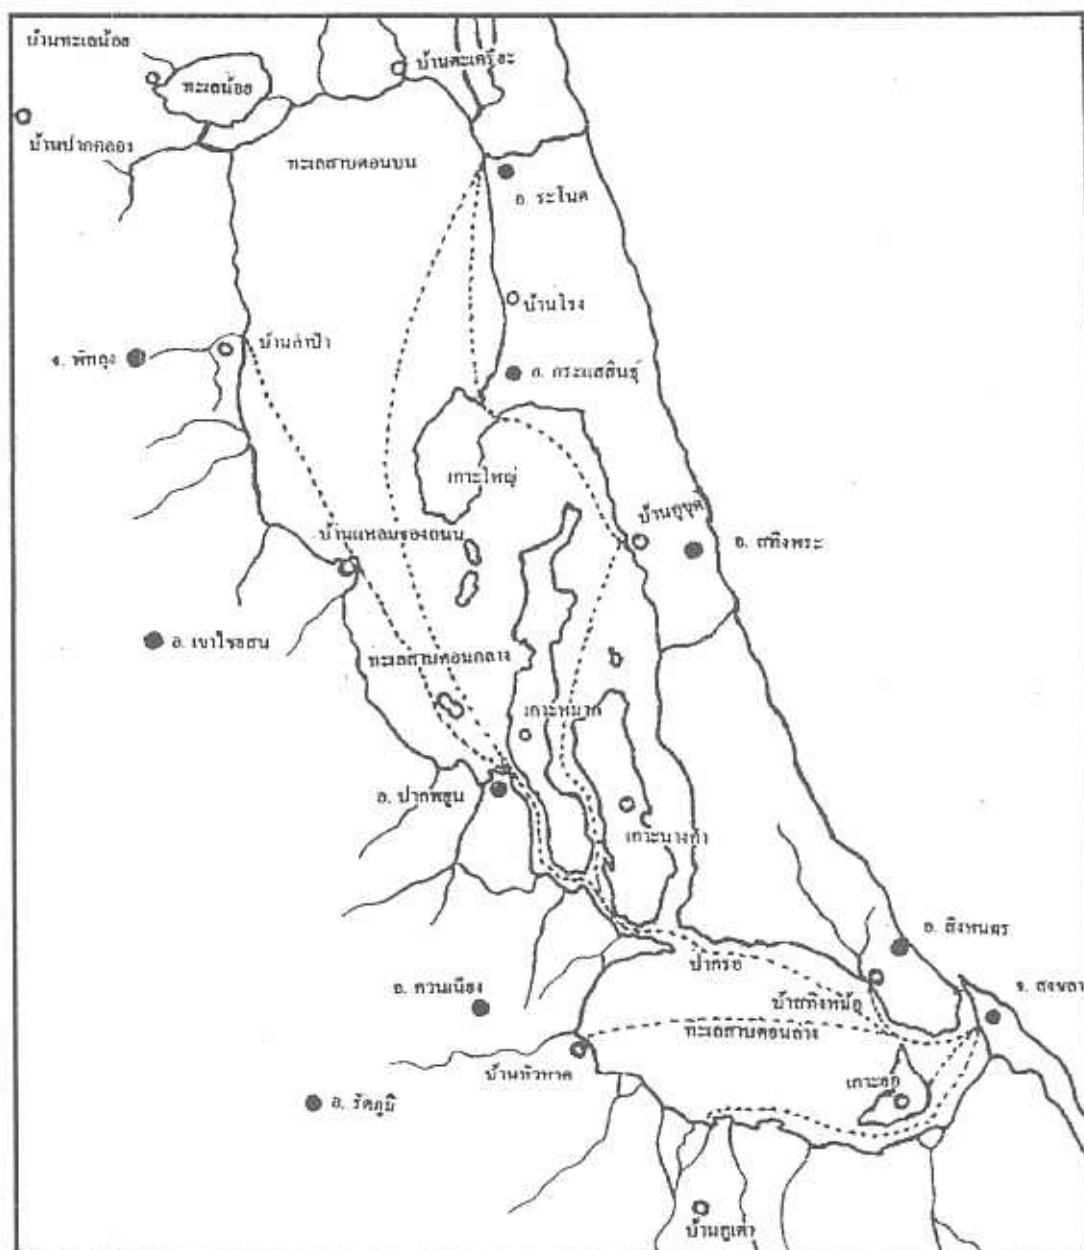 บ้านทะเลน้อย
บ้านตะเครียะ
ทะเลน้อย
บ้านปากคลอง
ทะเลสาบตอนบน
อ. ระโนด
บ้านโรง
บ้านลำปำ
จ. พัทลุง
อ. กระแสสินธุ์
เกาะใหญ่
บ้านคูขุด
บ้านแหลมจองถนน
อ. สทิงพระ
อ. เขาไชยสน
ทะเลสาบตอนกลาง
เกาะหมาก
อ. ปากพยูน
เกาะนางคำ
อ. สิงหนคร
ปากรอ
อ. ควนเนียง
บ้านสทิงหม้อ
จ. สงขลา
ทะเลสาบตอนล่าง
บ้านหัวหาด
เกาะยอ
อ. รัตภูมิ
บ้านคูเต่า